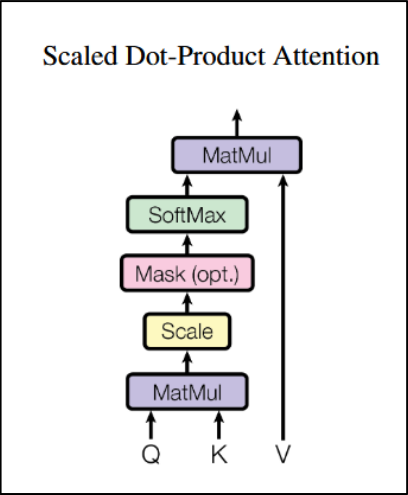 Scaled Dot-Product Attention
MatMul
SoftMax
Mask (opt.)
Scale
MatMul
Q K V